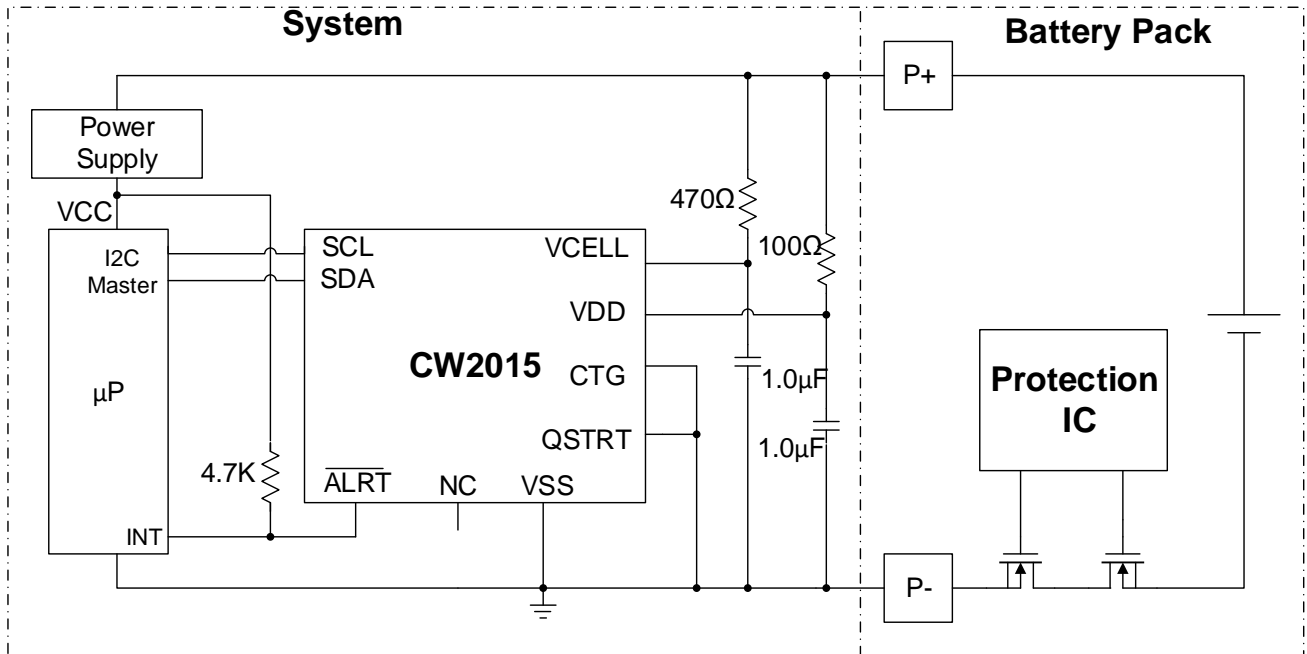 System
Battery Pack
P+
Power
Supply
VCC
470Ω
100Ω
I2C
Master
SCL
SDA
VCELL
VDD
CW2015
CTG
QSTRT
1.0µF
1.0µF
Protection
IC
µP
4.7K
ALRT
NC
VSS
INT
P-